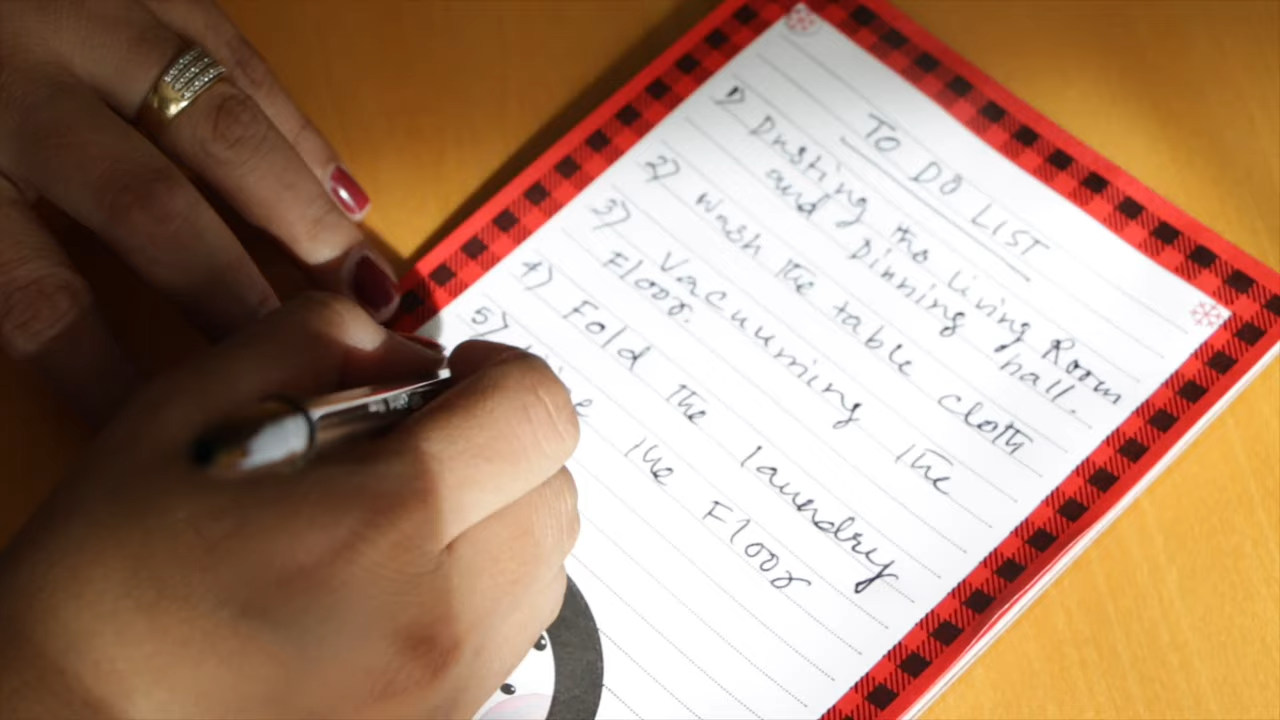 TO DO LIST
1) Dusting the living Room
and Dinning hall.
2) Wash the table cloth
3) Vacuuming the
Floor.
4) Fold the laundry
5) the Floor